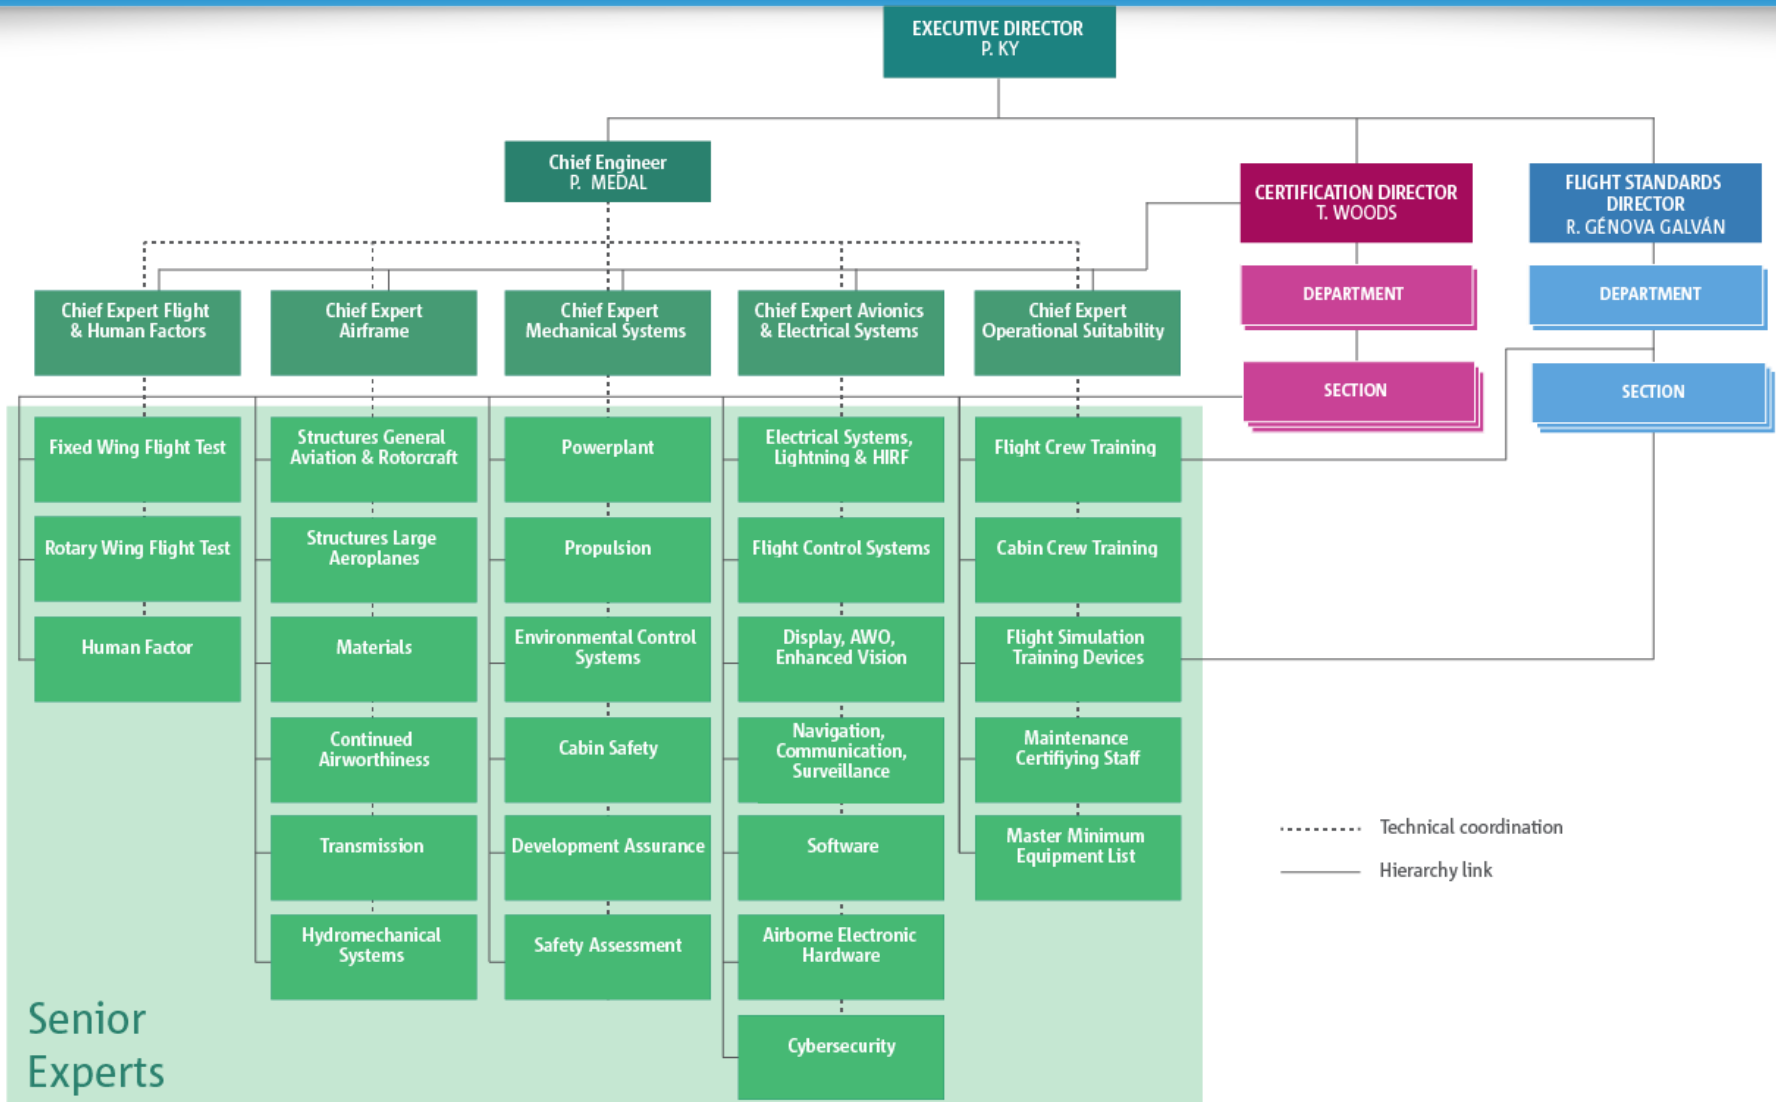 EXECUTIVE DIRECTOR
P. KY
Chief Engineer
P. MEDAL
CERTIFICATION DIRECTOR
T. WOODS
FLIGHT STANDARDS
DIRECTOR
R. GÉNOVA GALVÁN
DEPARTMENT
DEPARTMENT
SECTION
SECTION
Chief Expert Flight
& Human Factors
Chief Expert
Airframe
Chief Expert
Mechanical Systems
Chief Expert Avionics
& Electrical Systems
Chief Expert
Operational Suitability
Fixed Wing Flight Test
Rotary Wing Flight Test
Human Factor
Structures General
Aviation & Rotorcraft
Structures Large
Aeroplanes
Materials
Continued
Airworthiness
Transmission
Hydromechanical
Systems
Powerplant
Propulsion
Environmental Control
Systems
Cabin Safety
Development Assurance
Safety Assessment
Electrical Systems,
Lightning & HIRF
Flight Control Systems
Display, AWO,
Enhanced Vision
Navigation,
Communication,
Surveillance
Software
Airborne Electronic
Hardware
Cybersecurity
Flight Crew Training
Cabin Crew Training
Flight Simulation
Training Devices
Maintenance
Certifiying Staff
Master Minimum
Equipment List
Technical coordination
Hierarchy link
Senior
Experts